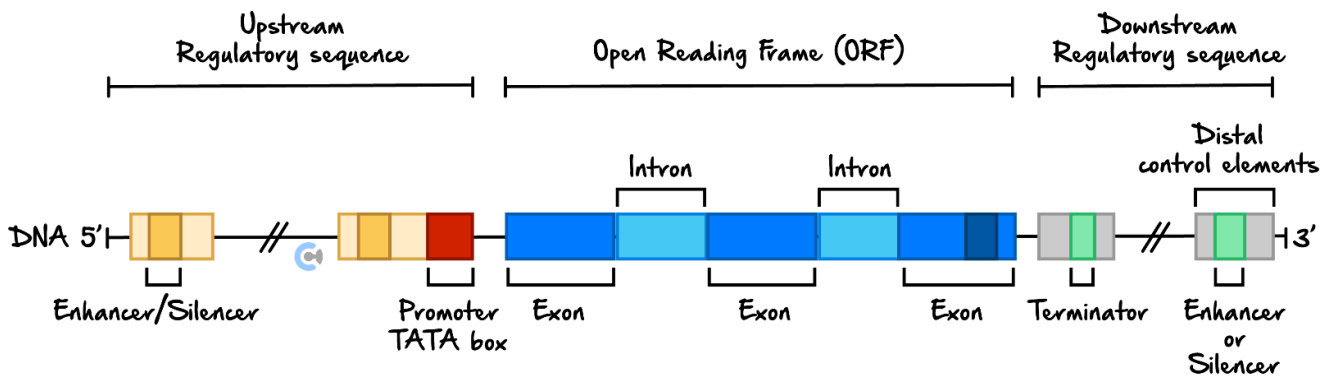 Upstream
Regulatory sequence
Open Reading Frame (ORF)
Downstream
Regulatory sequence
Intron
Intron
Distal
control elements
DNA 5'
3'
Enhancer/Silencer
Promoter
TATA box
Exon
Exon
Exon
Terminator
Enhancer
or
Silencer